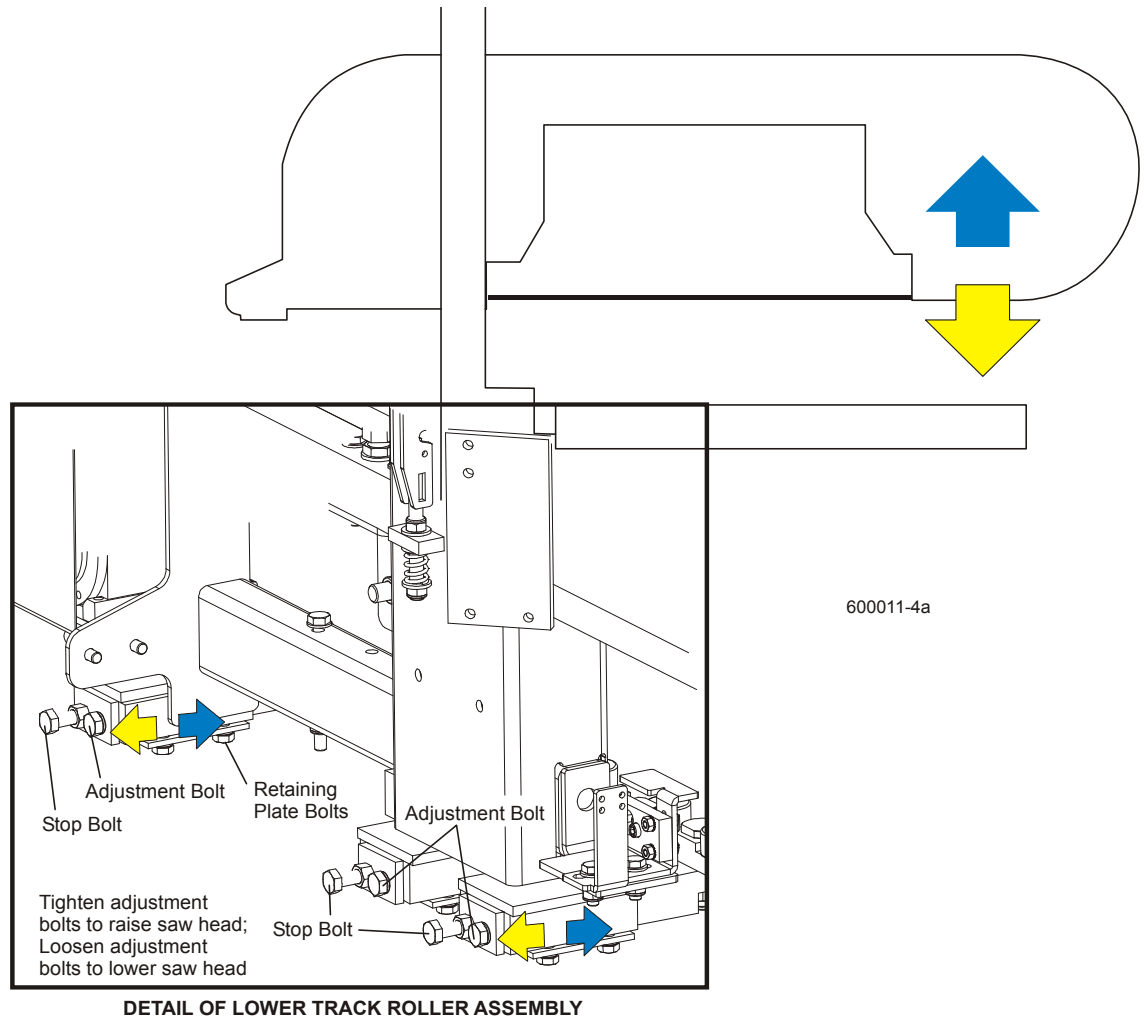 600011-4a
Adjustment Bolt
Stop Bolt
Retaining
Plate Bolts
Adjustment Bolt
Stop Bolt
Tighten adjustment
bolts to raise saw head;
Loosen adjustment
bolts to lower saw head
DETAIL OF LOWER TRACK ROLLER ASSEMBLY